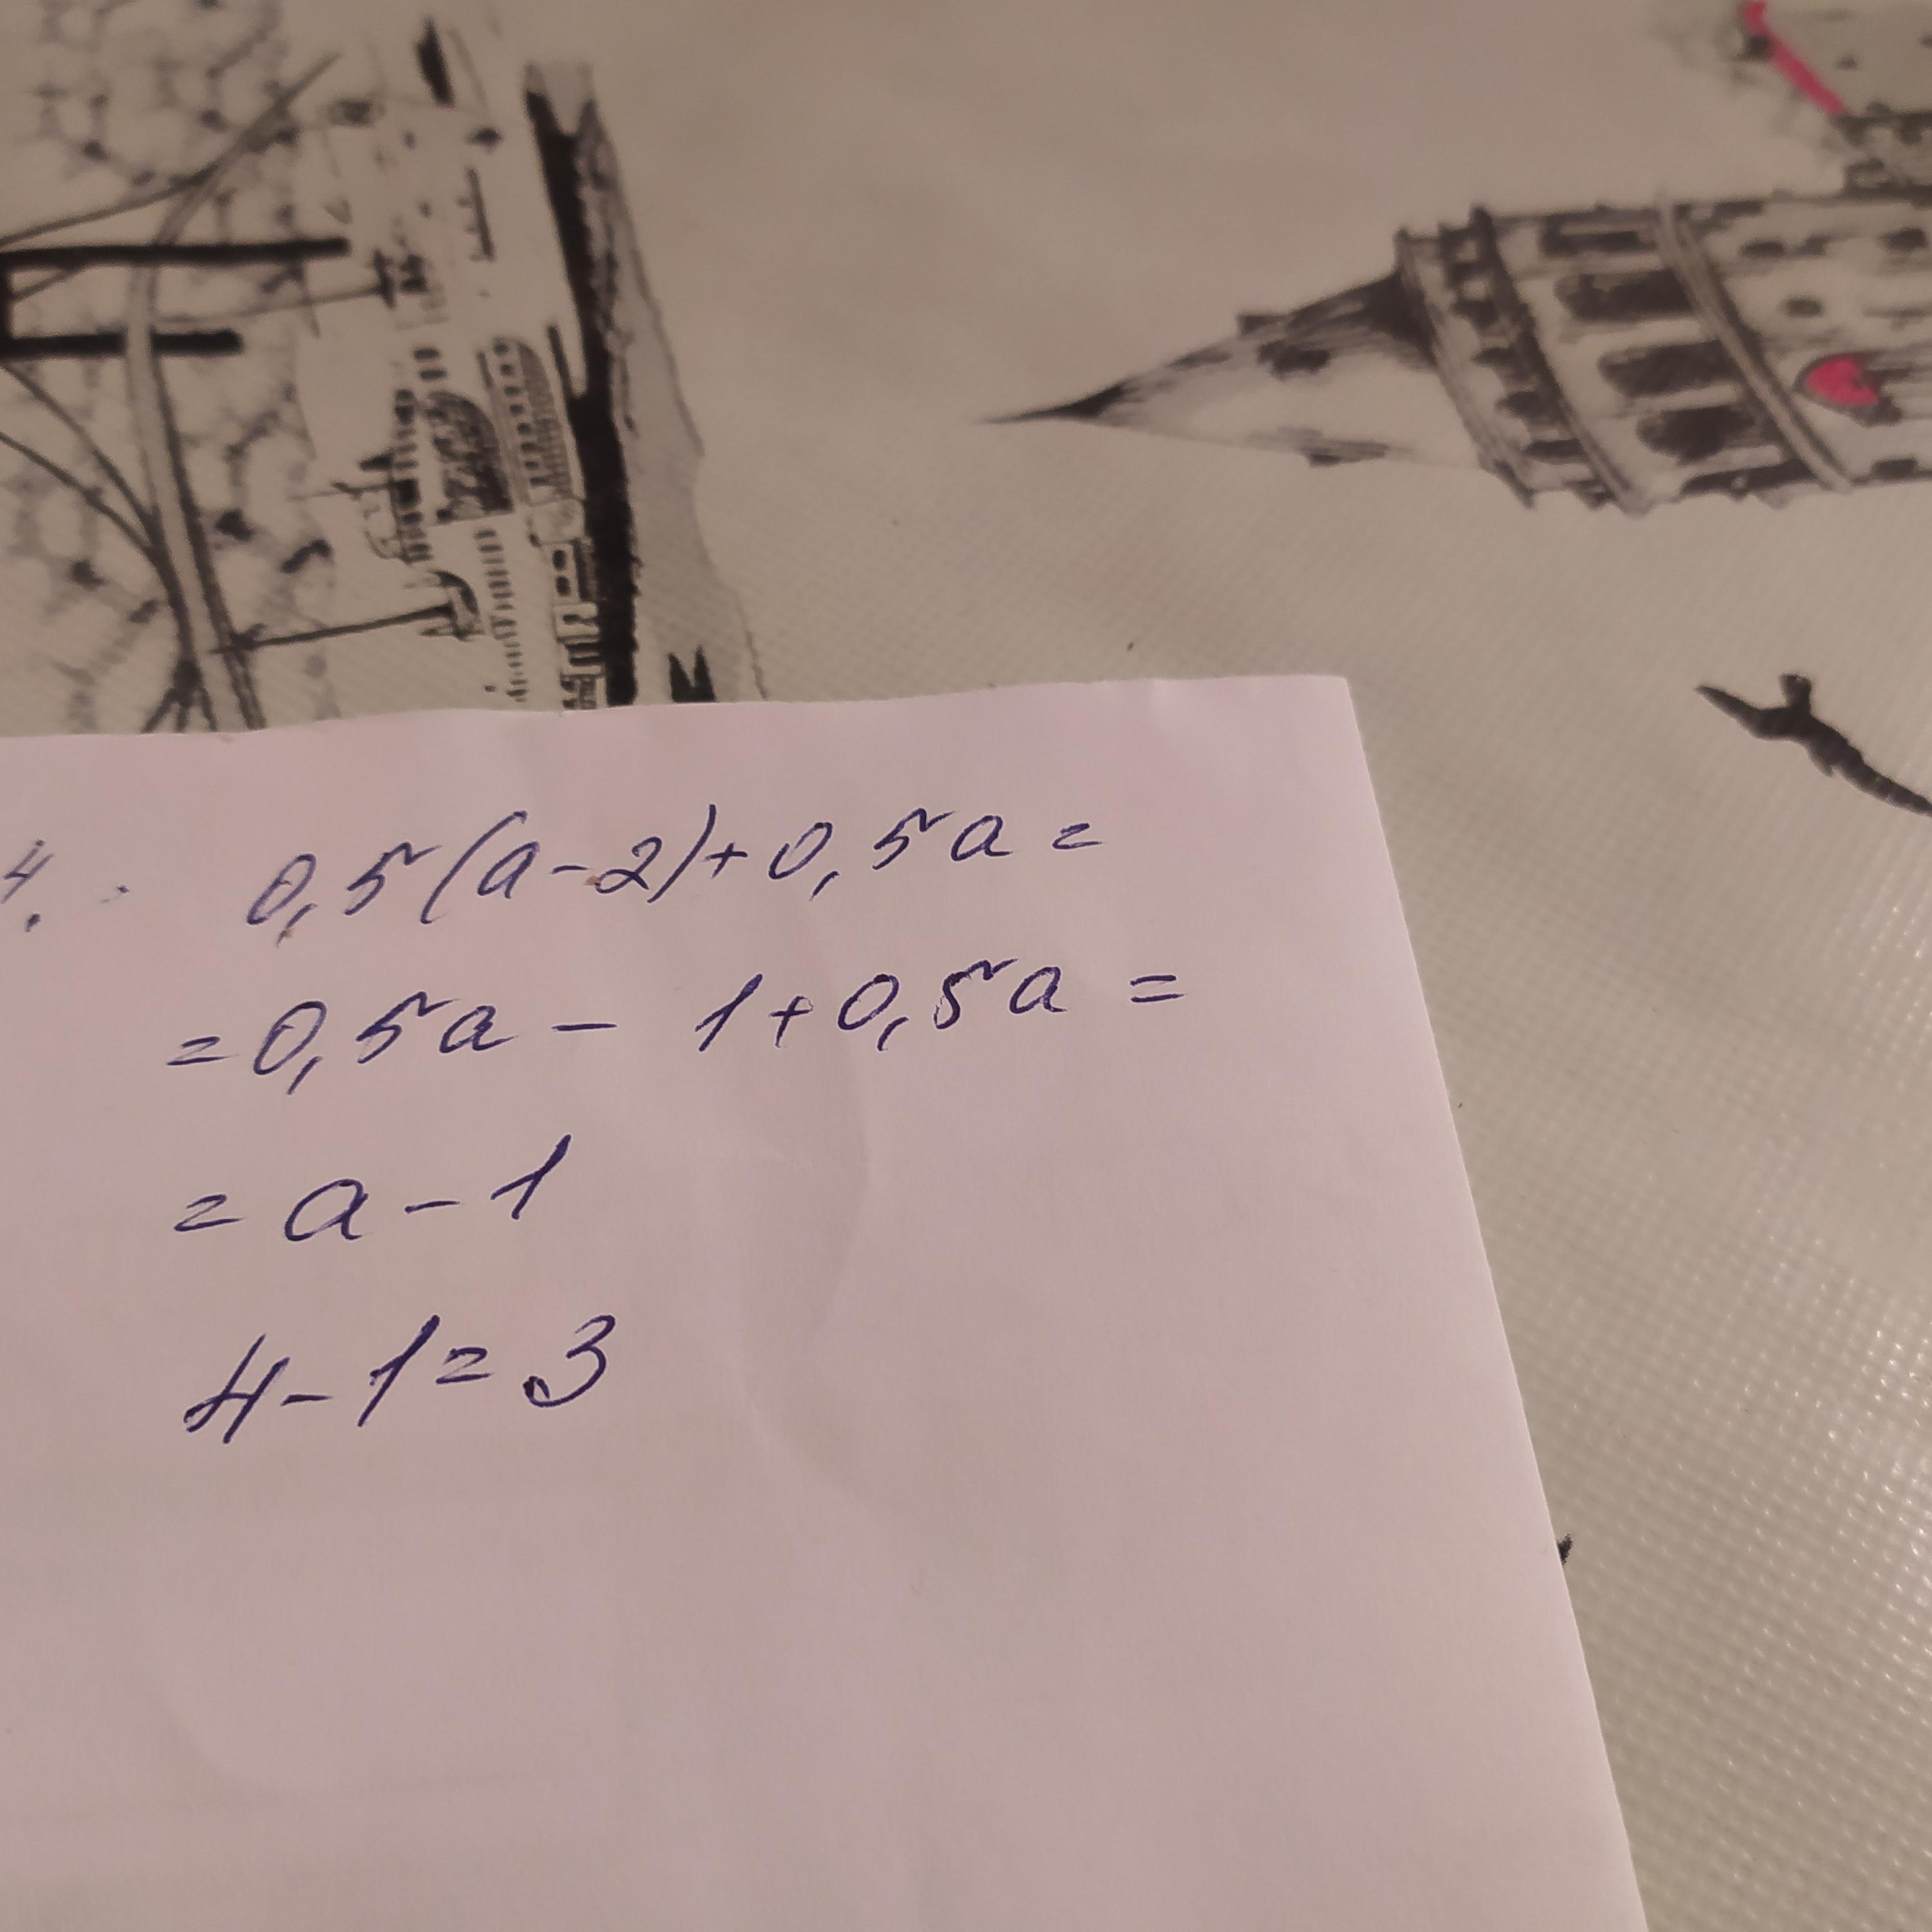 4. 0,5(a-2)+0,5a=
=0,5a - 1+0,5a=
=a-1
4-1=3